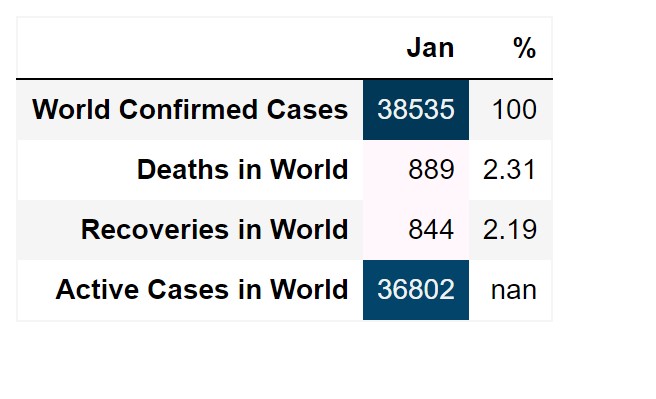 Jan %
World Confirmed Cases 38535 100
Deaths in World 889 2.31
Recoveries in World 844 2.19
Active Cases in World 36802 nan